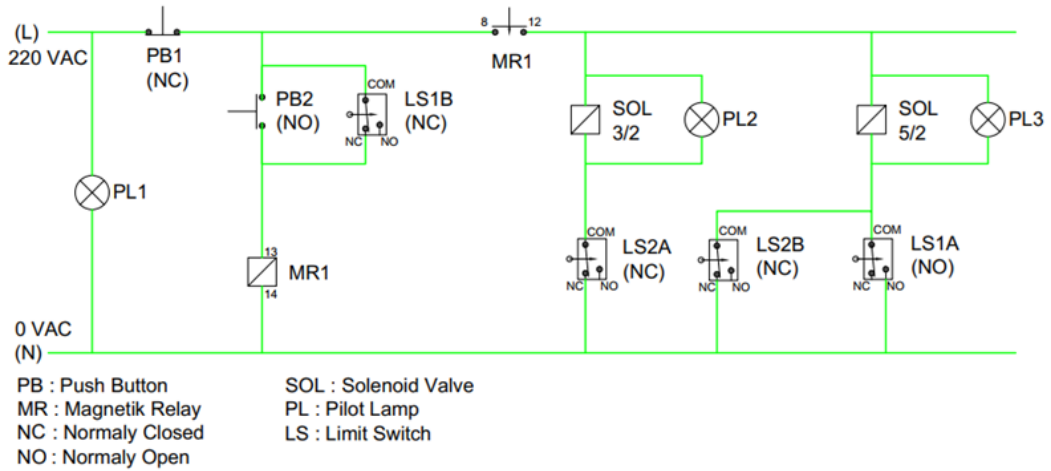 (L)
220 VAC
PB1
(NC)
8
12
MR1
PB2
(NO)
COM
NC
NO
LS1B
(NC)
SOL
3/2
PL2
SOL
5/2
PL3
PL1
13
14
MR1
COM
NC
NO
LS2A
(NC)
COM
NC
NO
LS2B
(NC)
COM
NC
NO
LS1A
(NO)
0 VAC
(N)
PB : Push Button
MR : Magnetik Relay
NC : Normaly Closed
NO : Normaly Open
SOL : Solenoid Valve
PL : Pilot Lamp
LS : Limit Switch